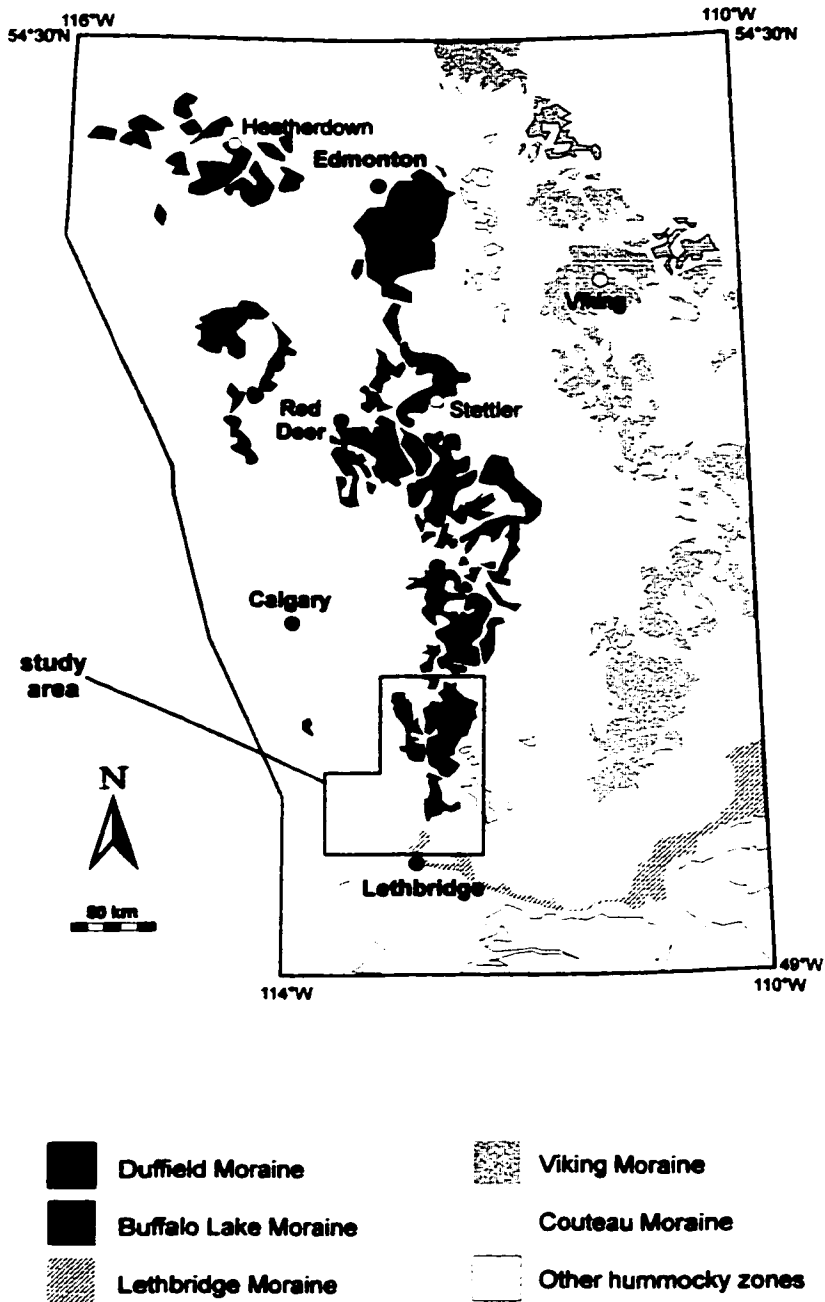 116°W
54°30'N
110°W
54°30'N
Heatherdown
Edmonton
Viking
Red
Deer
Stettler
Calgary
study
area
N
80 km
Lethbridge
114°W
49°W
110°W
Duffield Moraine
Buffalo Lake Moraine
Lethbridge Moraine
Viking Moraine
Couteau Moraine
Other hummocky zones